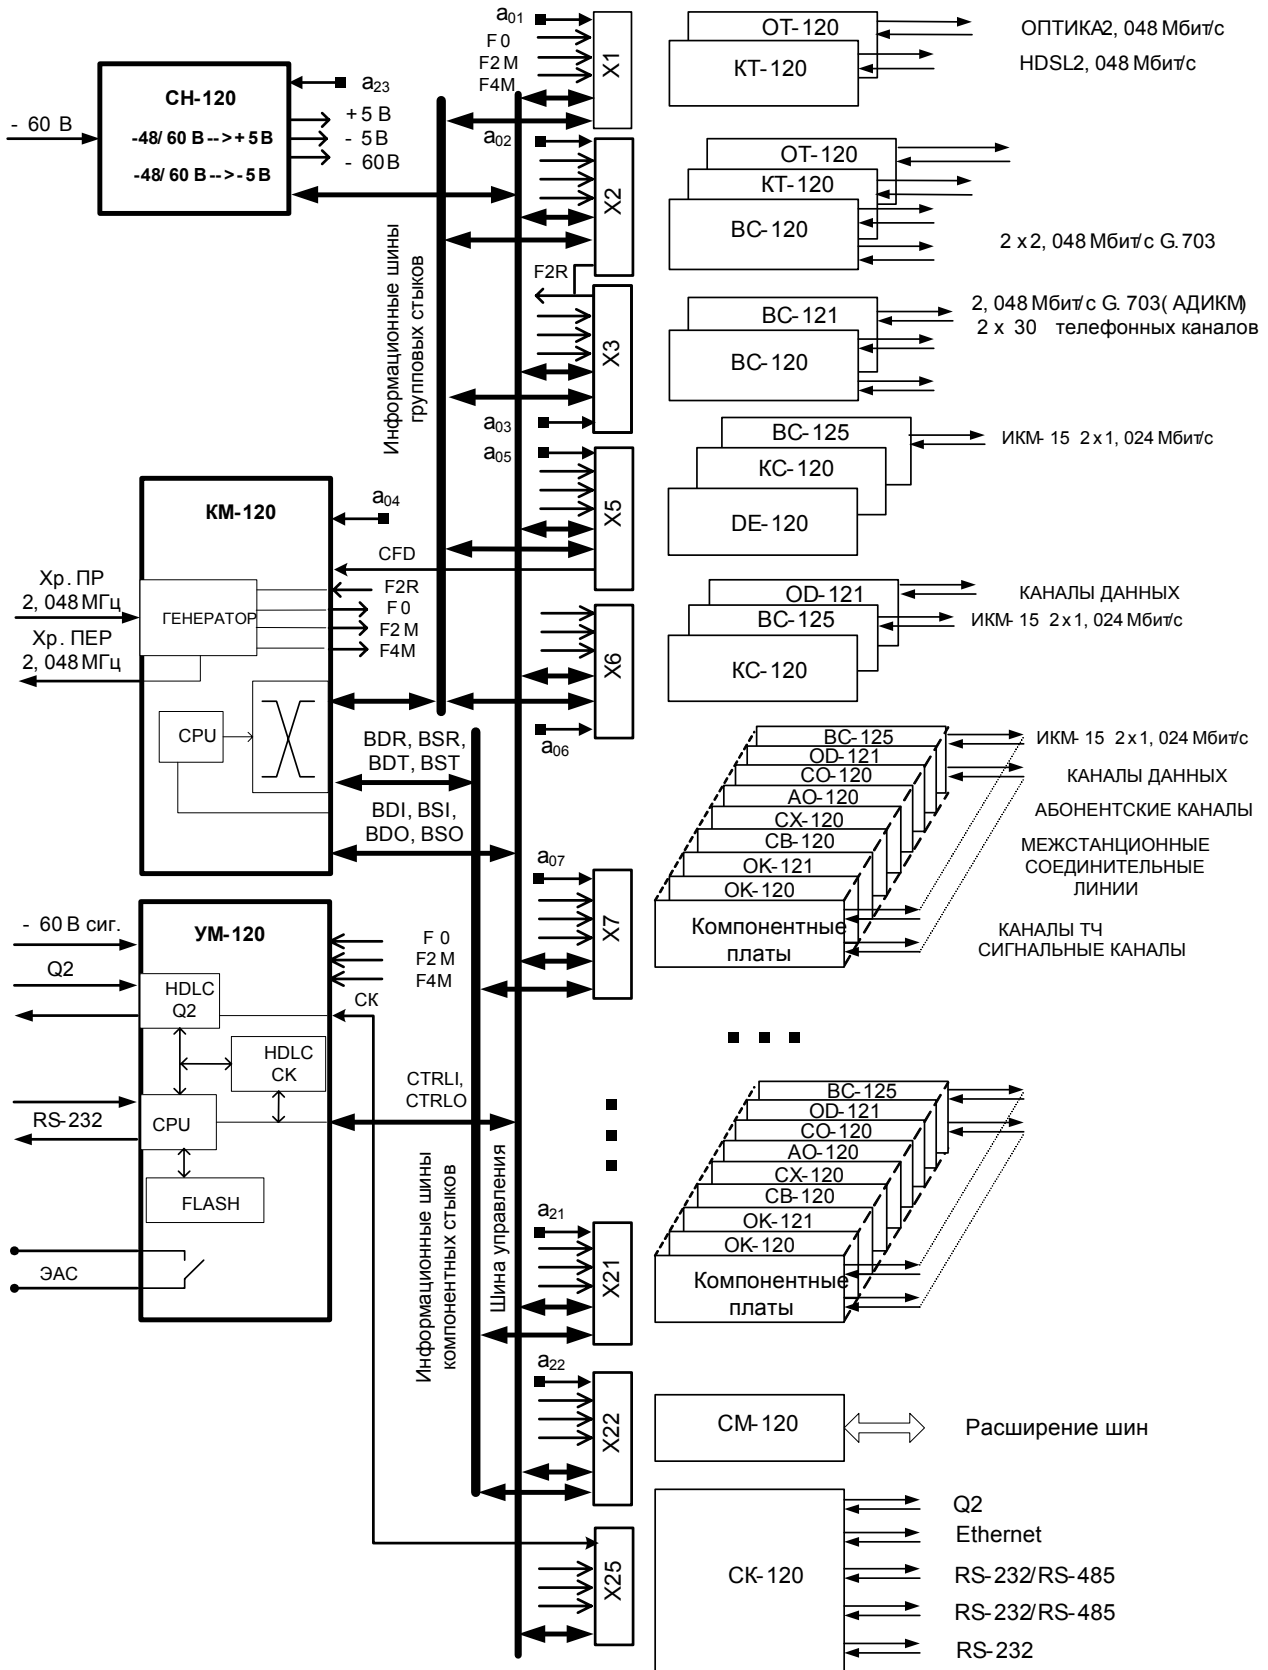 СН-120
-48/ 60 В-->+ 5В
-48/ 60 В-->- 5В
- 60 В
a23
+ 5 В
- 5 В
- 60 В
Информационные шины
групповых стыков
a01
F 0
F2 M
F4M
X1
ОТ-120
КТ-120
ОПТИКА2, 048 Мбит/с
HDSL2, 048 Мбит/с
a02
X2
ОТ-120
КТ-120
ВС-120
2 x 2, 048 Мбит/с G.703
F2R
X3
a03
ВС-121
ВС-120
2, 048 Мбит/с G. 703( АДИКМ)
2 x 30 телефонных каналов
a05
X5
ВС-125
КС-120
DE-120
ИКМ- 15 2 x 1, 024 Мбит/с
КМ-120
a04
CFD
Хр. ПР
2, 048 МГц
Хр. ПЕР
2, 048 МГц
ГЕНЕРАТОР
F2R
F 0
F2 M
F4M
CPU
BDR, BSR,
BDT, BST
BDI, BSI,
BDO, BSO
X6
a06
OD-121
ВС-125
КС-120
КАНАЛЫ ДАННЫХ
ИКМ- 15 2 x 1, 024 Мбит/с
a07
X7
ВС-125
OD-121
СО-120
АО-120
СХ-120
СВ-120
ОК-121
ОК-120
Компонентные
платы
ИКМ- 15 2 x 1, 024 Мбит/с
КАНАЛЫ ДАННЫХ
АБОНЕНТСКИЕ КАНАЛЫ
МЕЖСТАНЦИОННЫЕ
СОЕДИНИТЕЛЬНЫЕ
ЛИНИИ
КАНАЛЫ ТЧ
СИГНАЛЬНЫЕ КАНАЛЫ
УМ-120
- 60 В сиг.
Q2
RS-232
ЭАС
HDLC
Q2
HDLC
СК
CPU
FLASH
F 0
F2 M
F4M
СК
CTRLI,
CTRLO
Информационные шины
компонентных стыков
Шина управления
a21
X21
ВС-125
OD-121
СО-120
АО-120
СХ-120
СВ-120
ОК-121
ОК-120
Компонентные
платы
a22
X22
СМ-120
Расширение шин
X25
СК-120
Q2
Ethernet
RS-232/RS-485
RS-232/RS-485
RS-232